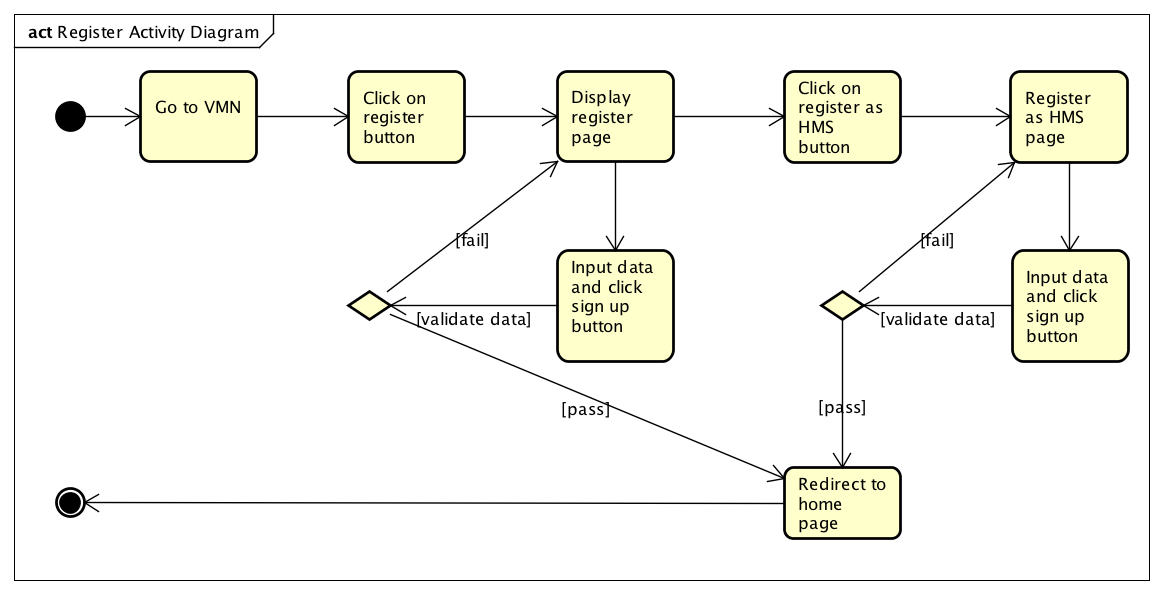 act Register Activity Diagram
Go to VMN
Click on
register
button
Display
register
page
Click on
register as
HMS
button
Register
as HMS
page
[fail]
[fail]
Input data
and click
sign up
button
Input data
and click
sign up
button
[validate data]
[validate data]
[pass]
[pass]
Redirect to
home
page